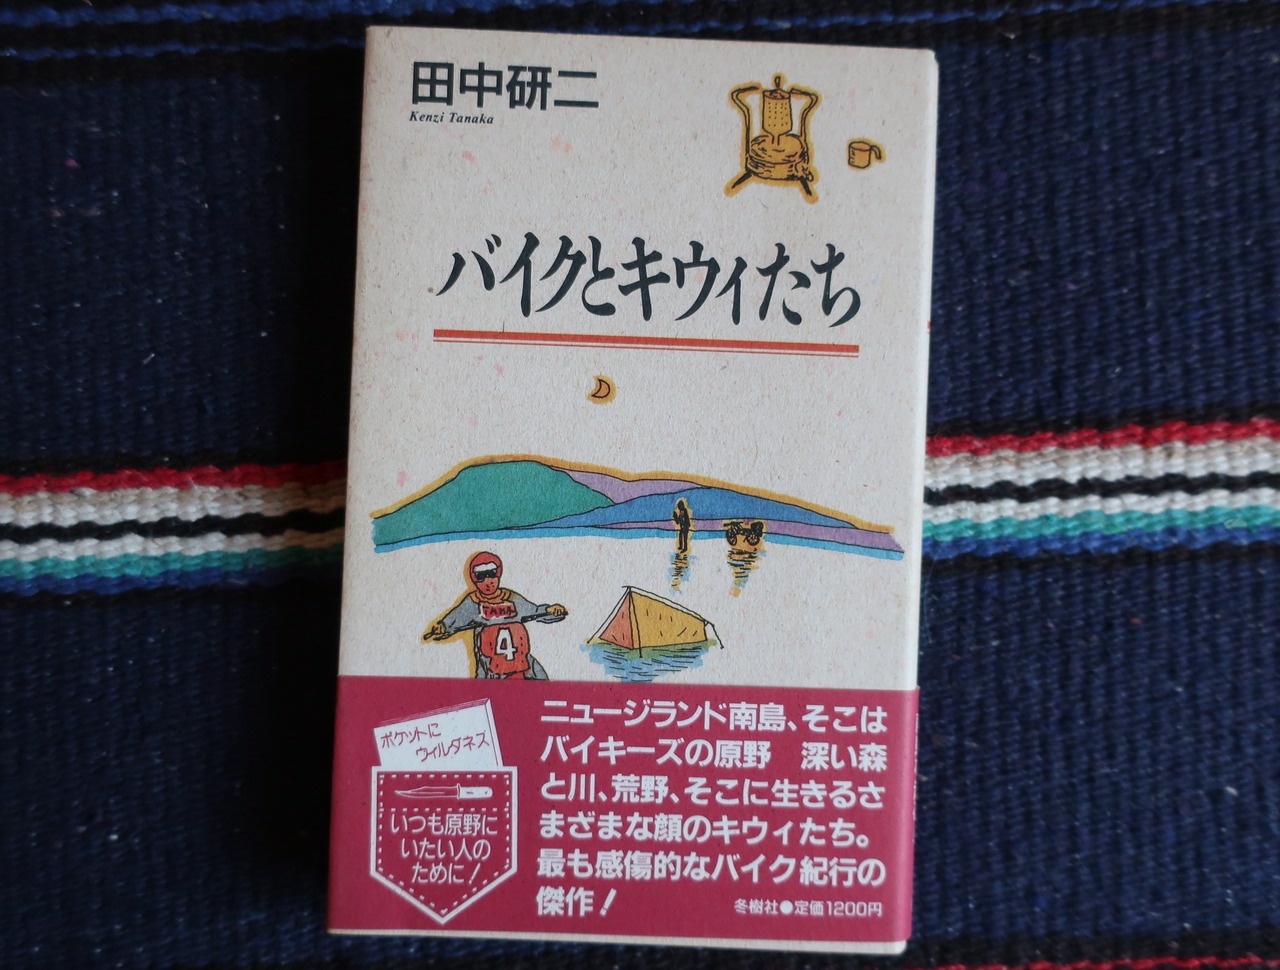 田中研二
Kenzi Tanaka
バイクとキウィたち
TANA
4
ポケットに
ウィルダネス
いつも原野に
いたい人の
ために！
ニュージランド南島、そこは
バイキーズの原野　深い森
と川、荒野、そこに生きるさ
まざまな顔のキウィたち。
最も感傷的なバイク紀行の
傑作！
冬樹社●定価1200円